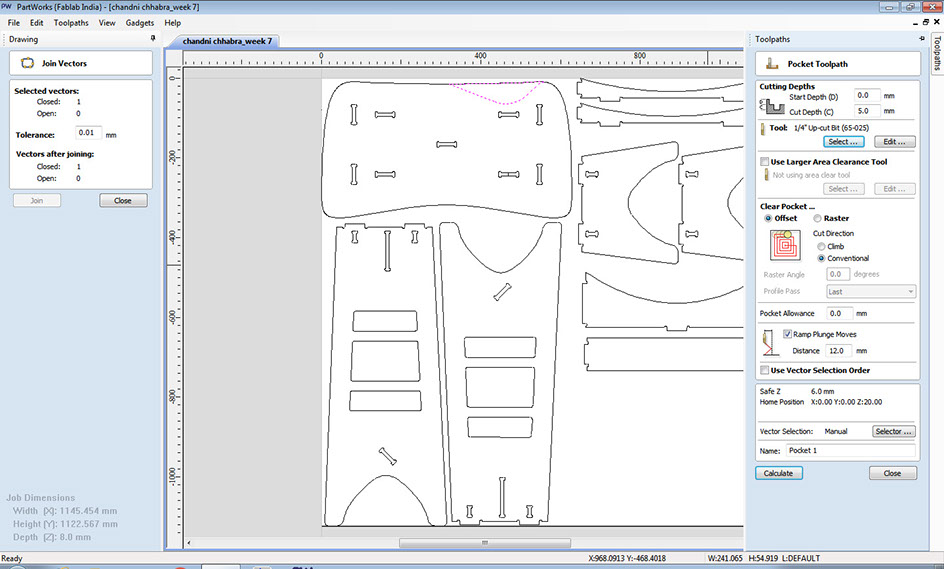 PW PartWorks (Fablab India) - [chandni chhabra_week 7]
File Edit Toolpaths View Gadgets Help
Drawing
Join Vectors
Selected vectors:
Closed: 1
Open: 0
Tolerance: 0.01 mm
Vectors after joining:
Closed: 1
Open: 0
Join Close
Job Dimensions
Width (X): 1145.454 mm
Height (Y): 1122.567 mm
Depth (Z): 8.0 mm
chandni chhabra_week 7
0 400 800
0
-200
-400
-600
-800
-1000
Toolpaths
Toolpaths
Pocket Toolpath
Cutting Depths
Start Depth (D) 0.0 mm
Cut Depth (C) 5.0 mm
Tool: 1/4" Up-cut Bit (65-025)
Select ... Edit ...
Use Larger Area Clearance Tool
Not using area clear tool
Select ... Edit ...
Clear Pocket ...
Offset Raster
Cut Direction
Climb
Conventional
Raster Angle 0.0 degrees
Profile Pass Last
Pocket Allowance 0.0 mm
Ramp Plunge Moves
Distance 12.0 mm
Use Vector Selection Order
Safe Z 6.0 mm
Home Position X:0.00 Y:0.00 Z:20.00
Vector Selection: Manual Selector ...
Name: Pocket 1
Calculate Close
Ready X:968.0913 Y:-468.4018 W:241.065 H:54.919 L:DEFAULT